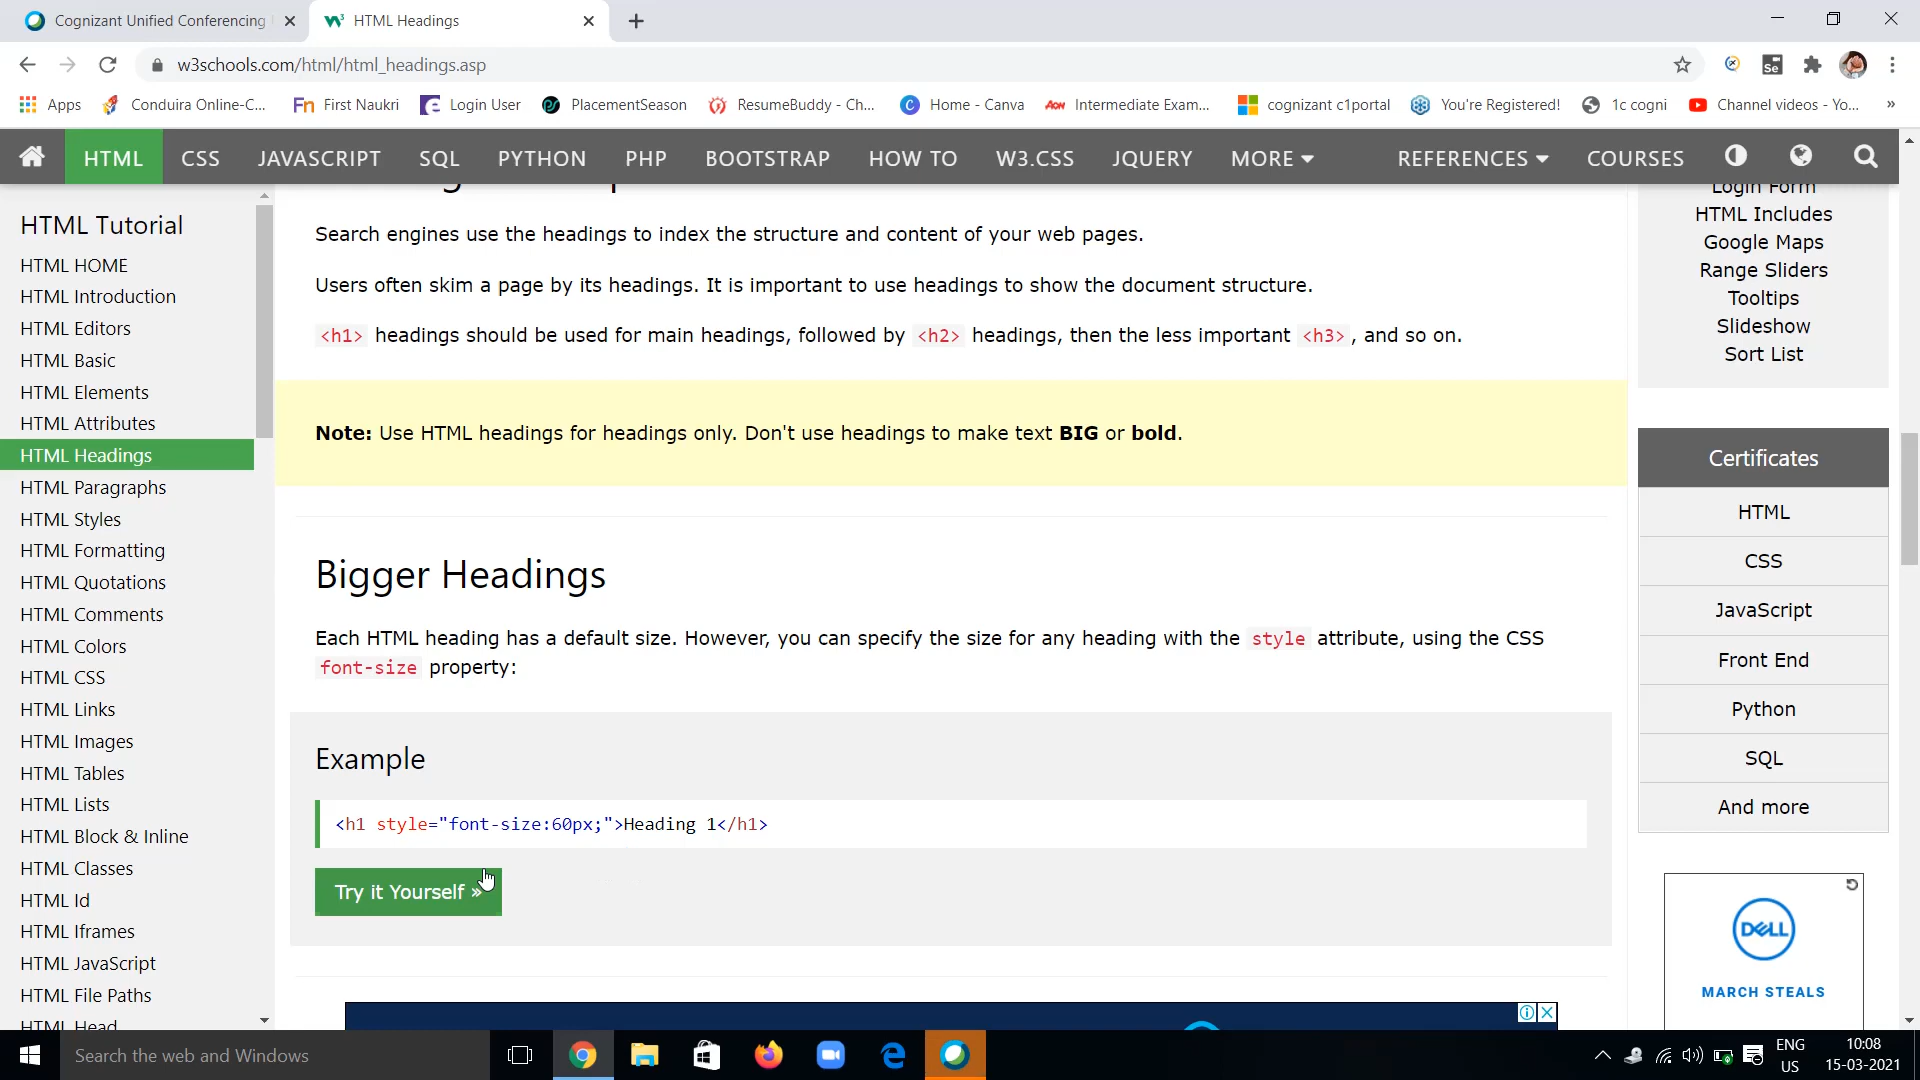 Cognizant Unified Conferencing
HTML Headings
w3schools.com/html/html_headings.asp
Apps
Conduira Online-C...
First Naukri
Login User
PlacementSeason
ResumeBuddy - Ch...
Home - Canva
Intermediate Exam...
cognizant c1portal
You're Registered!
1c cogni
Channel videos - Yo...
»
HTML
CSS
JAVASCRIPT
SQL
PYTHON
PHP
BOOTSTRAP
HOW TO
W3.CSS
JQUERY
MORE
REFERENCES
COURSES
HTML Tutorial
HTML HOME
HTML Introduction
HTML Editors
HTML Basic
HTML Elements
HTML Attributes
HTML Headings
HTML Paragraphs
HTML Styles
HTML Formatting
HTML Quotations
HTML Comments
HTML Colors
HTML CSS
HTML Links
HTML Images
HTML Tables
HTML Lists
HTML Block & Inline
HTML Classes
HTML Id
HTML Iframes
HTML JavaScript
HTML File Paths
HTML Head
Search engines use the headings to index the structure and content of your web pages.
Users often skim a page by its headings. It is important to use headings to show the document structure.
<h1> headings should be used for main headings, followed by <h2> headings, then the less important <h3>, and so on.
Note: Use HTML headings for headings only. Don't use headings to make text BIG or bold.
Bigger Headings
Each HTML heading has a default size. However, you can specify the size for any heading with the style attribute, using the CSS
font-size property:
Example
<h1 style="font-size:60px;">Heading 1</h1>
Try it Yourself »
Login Form
HTML Includes
Google Maps
Range Sliders
Tooltips
Slideshow
Sort List
Certificates
HTML
CSS
JavaScript
Front End
Python
SQL
And more
DELL
MARCH STEALS
Search the web and Windows
ENG
US
10:08
15-03-2021